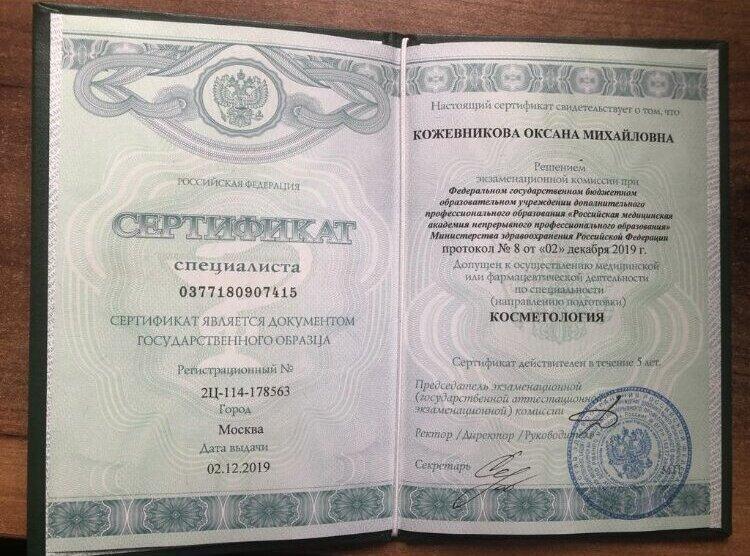 РОССИЙСКАЯ ФЕДЕРАЦИЯ
СЕРТИФИКАТ
специалиста
0377180907415
СЕРТИФИКАТ ЯВЛЯЕТСЯ ДОКУМЕНТОМ
ГОСУДАРСТВЕННОГО ОБРАЗЦА
Регистрационный №
2Ц-114-178563
Город
Москва
Дата выдачи
02.12.2019
Настоящий сертификат свидетельствует о том, что
КОЖЕВНИКОВА ОКСАНА МИХАЙЛОВНА
Решением
экзаменационной комиссии при
Федеральном государственном бюджетном
образовательном учреждении дополнительного
профессионального образования «Российская медицинская
академия непрерывного профессионального образования»
Министерства здравоохранения Российской Федерации
протокол № 8 от «02» декабря 2019 г.
Допущен к осуществлению медицинской
или фармацевтической деятельности
по специальности
(направлению подготовки)
КОСМЕТОЛОГИЯ
Сертификат действителен в течение 5 лет.
Председатель экзаменационной
(государственной аттестационной
экзаменационной) комиссии
Ректор /Директор /Руководитель
Секретарь
М.П.